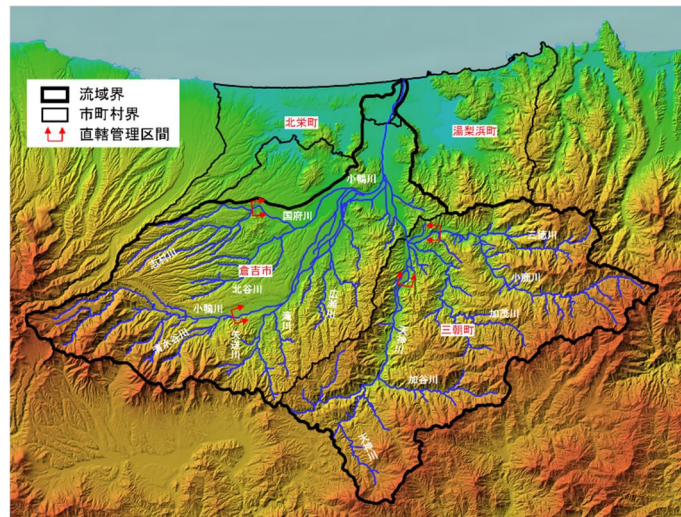 流域界
市町村界
直轄管理区間
北栄町
湯梨浜町
小鴨川
国府川
三徳川
倉吉市
北谷川
小鹿川
小鴨川
滝川
加茂川
天神川
三朝町
加谷川